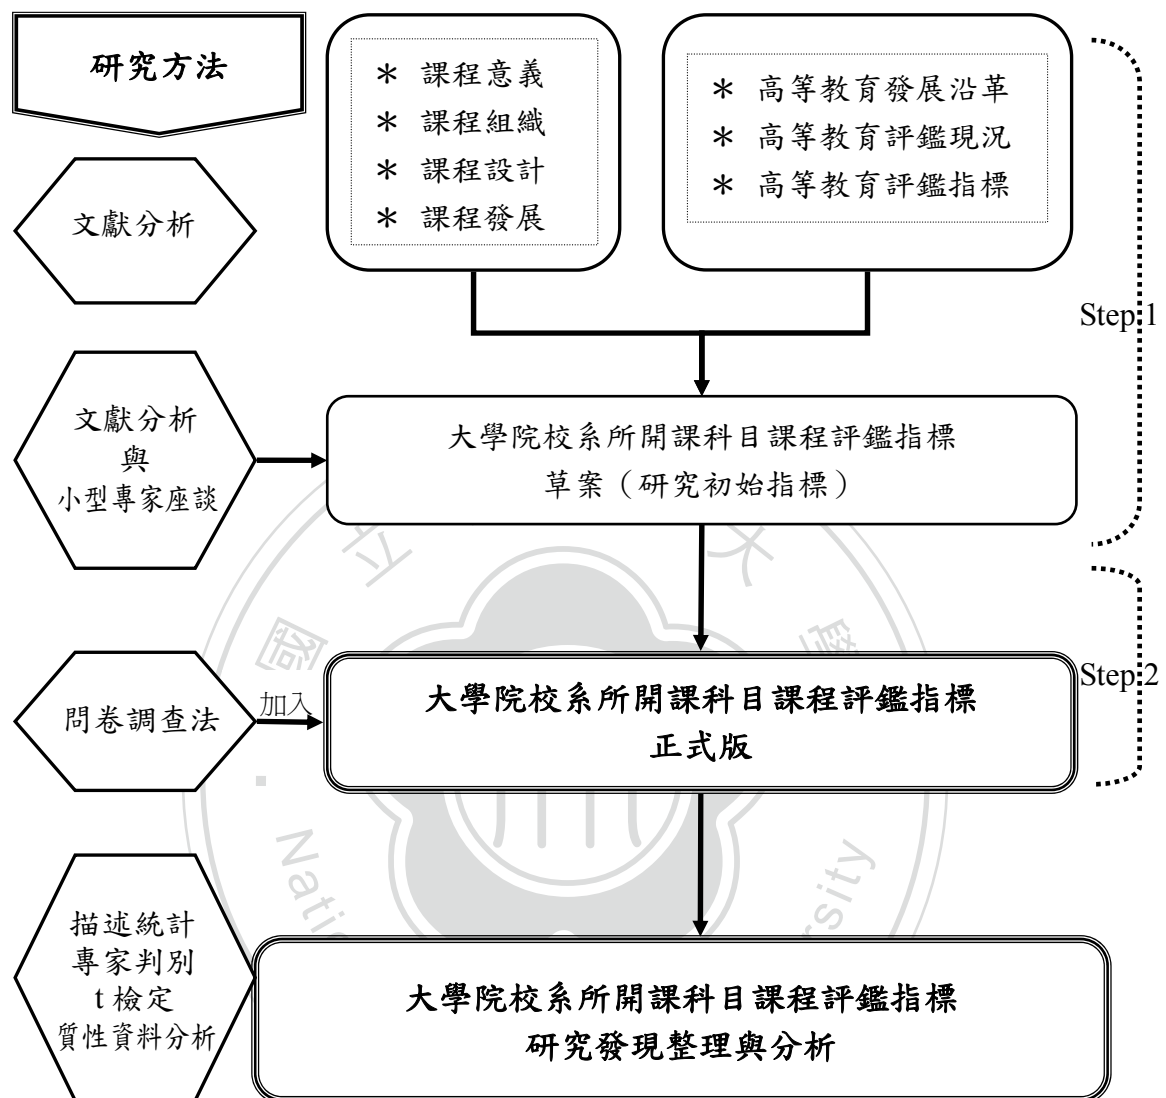 研究方法
＊ 課程意義
＊ 課程組織
＊ 課程設計
＊ 課程發展
＊ 高等教育發展沿革
＊ 高等教育評鑑現況
＊ 高等教育評鑑指標
文獻分析
Step 1
文獻分析
與
小型專家座談
大學院校系所開課科目課程評鑑指標
草案（研究初始指標）
立
大
國
學
問卷調查法
加入
大學院校系所開課科目課程評鑑指標
正式版
Step 2
描述統計
專家判別
t 檢定
質性資料分析
大學院校系所開課科目課程評鑑指標
研究發現整理與分析